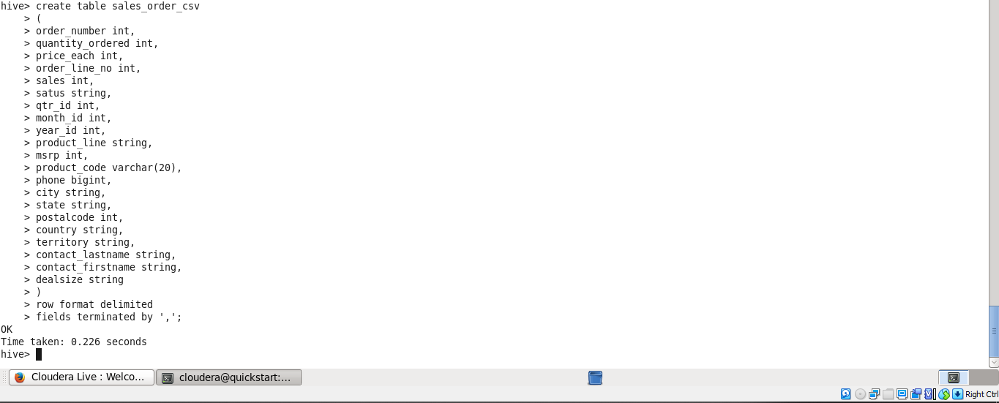 hive> create table sales_order_csv
    > (
    > order_number int,
    > quantity_ordered int,
    > price_each int,
    > order_line_no int,
    > sales int,
    > satus string,
    > qtr_id int,
    > month_id int,
    > year_id int,
    > product_line string,
    > msrp int,
    > product_code varchar(20),
    > phone bigint,
    > city string,
    > state string,
    > postalcode int,
    > country string,
    > territory string,
    > contact_lastname string,
    > contact_firstname string,
    > dealsize string
    > )
    > row format delimited
    > fields terminated by ',';
OK
Time taken: 0.226 seconds
hive>
Cloudera Live : Welco... cloudera@quickstart:...
Right Ctrl